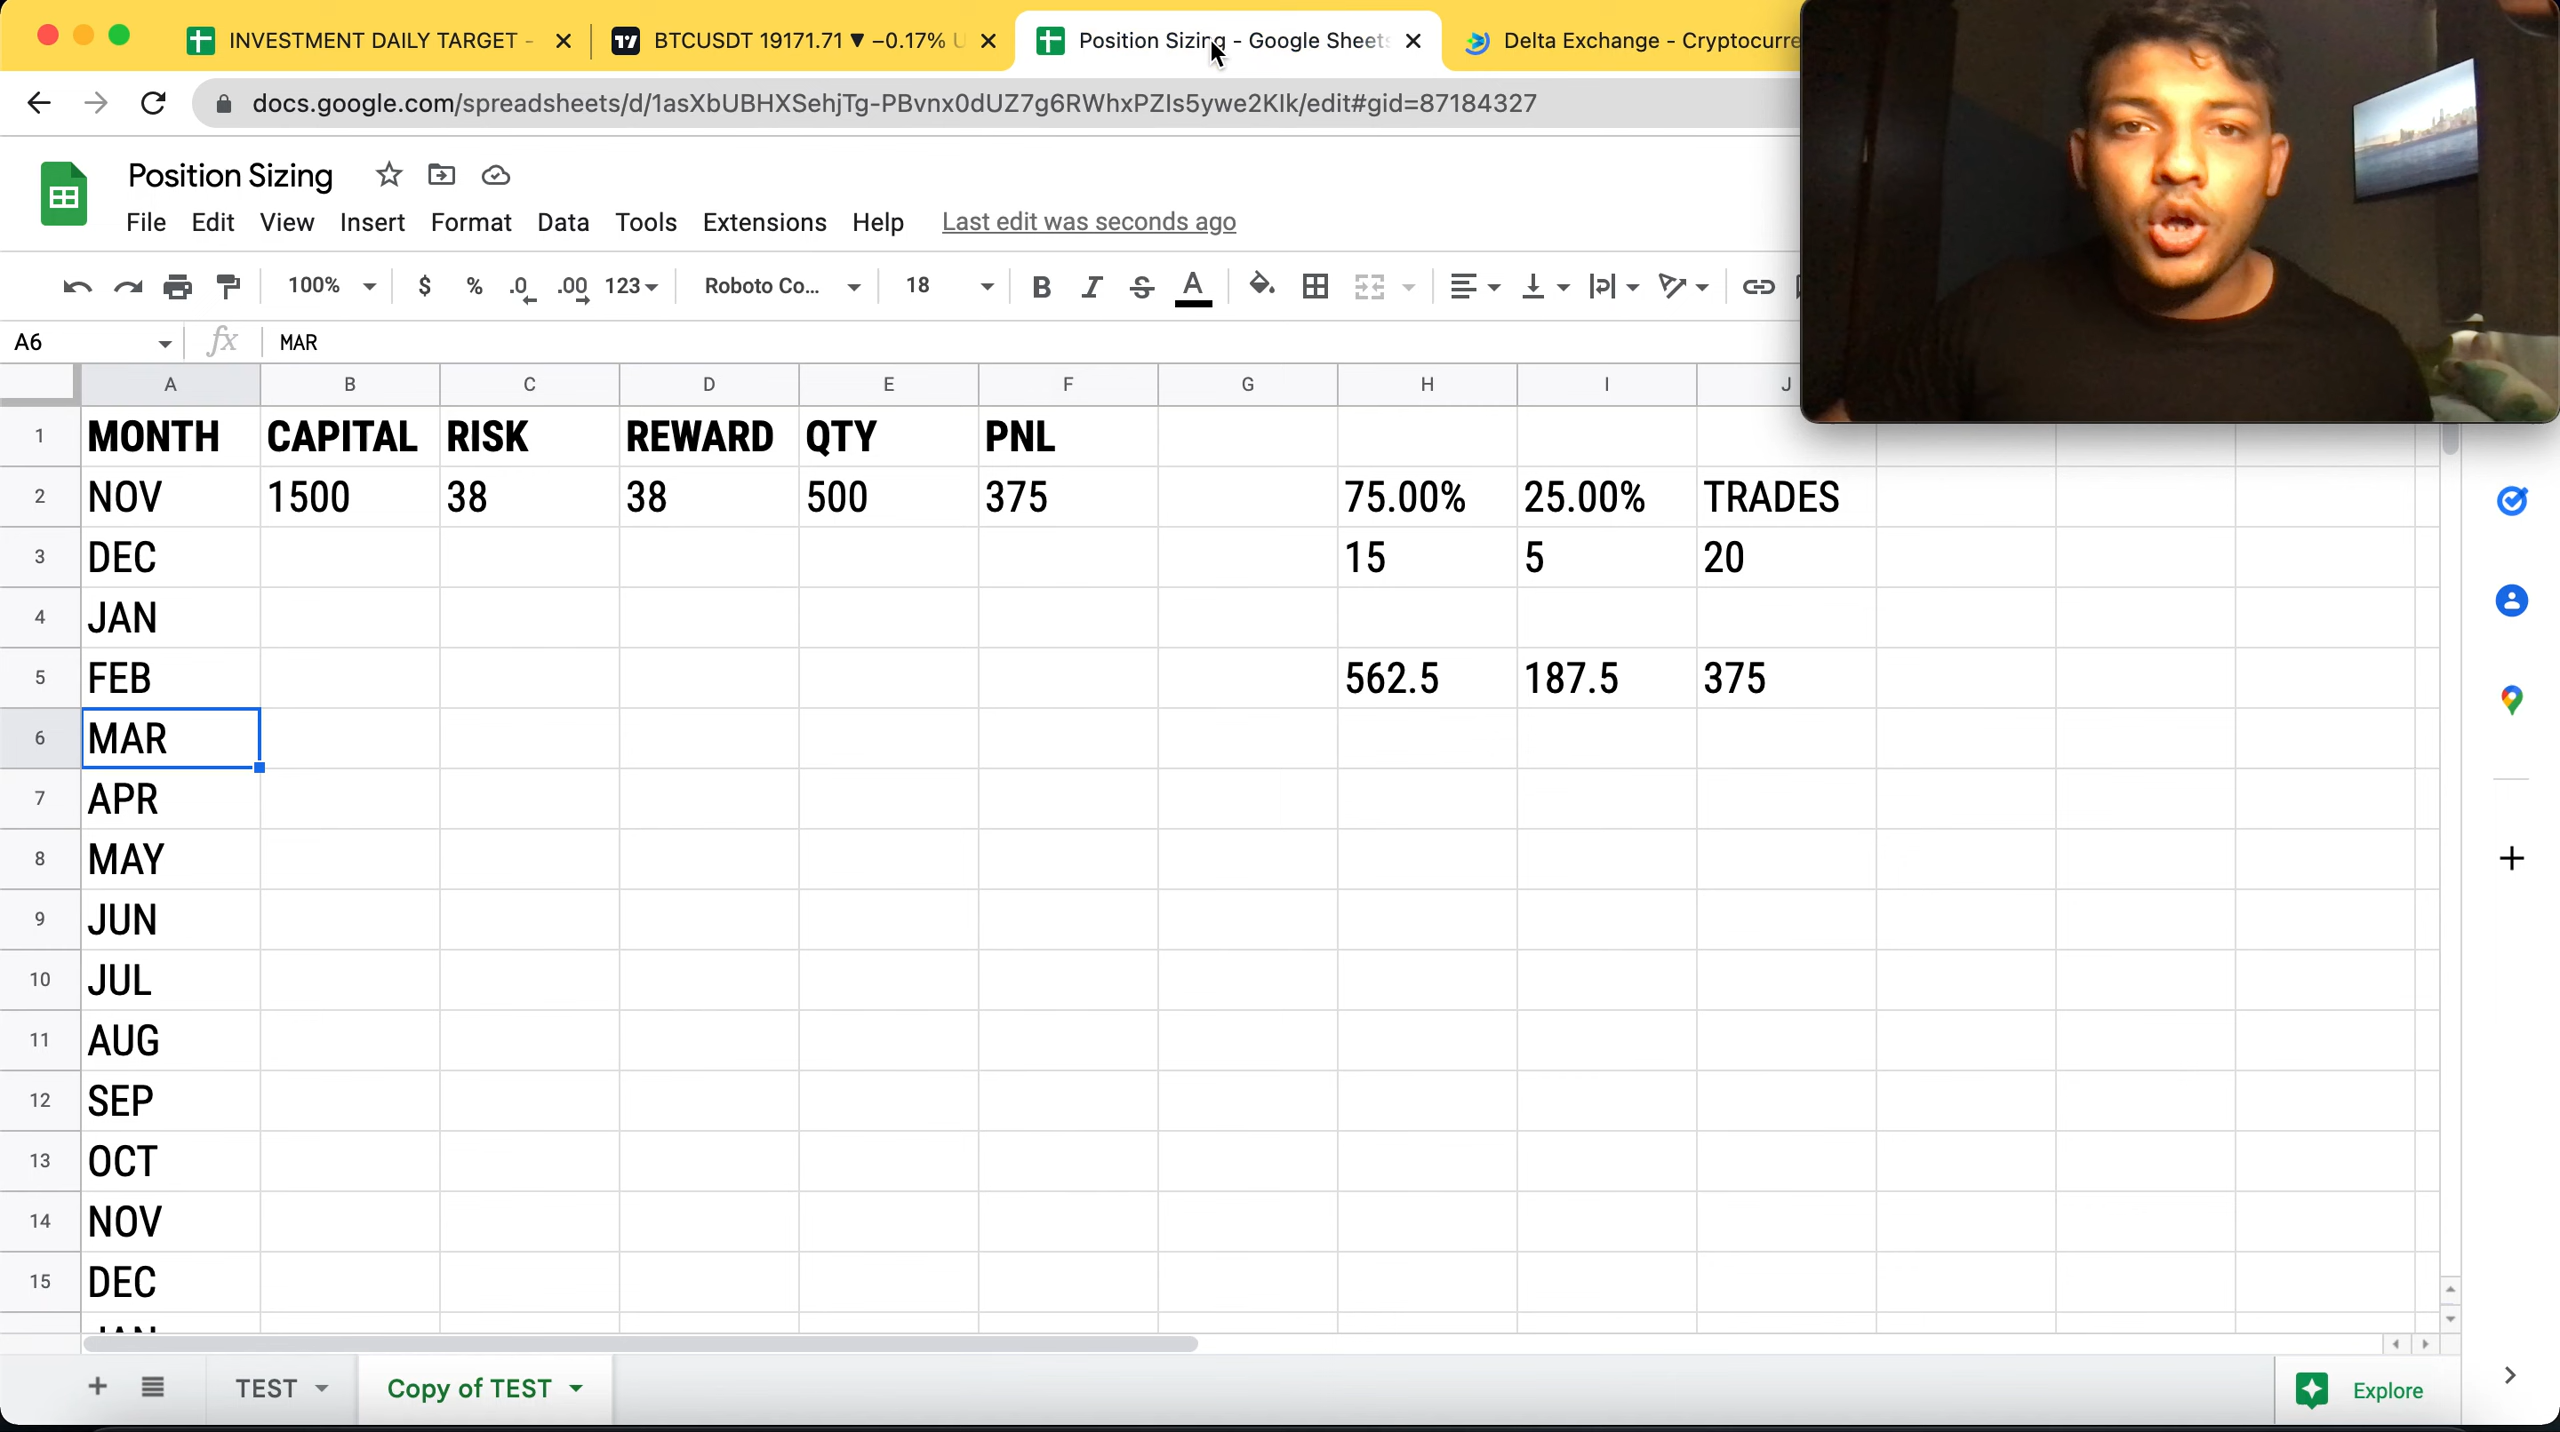 INVESTMENT DAILY TARGET -
BTCUSDT 19171.71 ▼ −0.17% U
Position Sizing - Google Sheets
Delta Exchange - Cryptocurre
docs.google.com/spreadsheets/d/1asXbUBHXSehjTg-PBvnx0dUZ7g6RWhxPZIs5ywe2KIk/edit#gid=87184327
Position Sizing
File Edit View Insert Format Data Tools Extensions Help Last edit was seconds ago
100% $ % .0 .00 123 Roboto Co... 18 B I S A
A6 fx MAR
A B C D E F G H I J
1 MONTH CAPITAL RISK REWARD QTY PNL
2 NOV 1500 38 38 500 375 75.00% 25.00% TRADES
3 DEC 15 5 20
4 JAN
5 FEB 562.5 187.5 375
6 MAR
7 APR
8 MAY
9 JUN
10 JUL
11 AUG
12 SEP
13 OCT
14 NOV
15 DEC
JAN
TEST Copy of TEST Explore